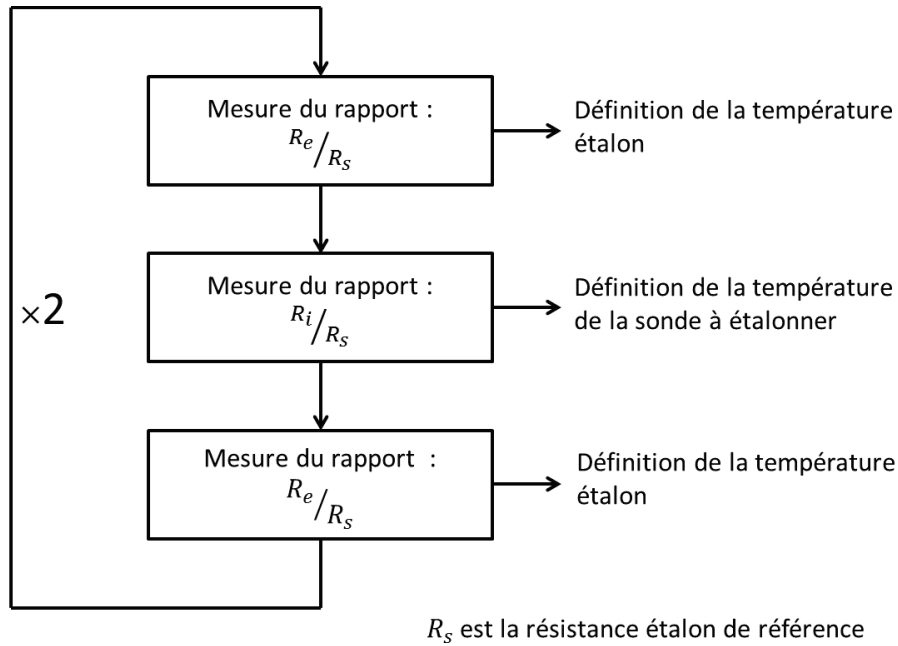 Mesure du rapport :
Re/Rs
Définition de la température
étalon
×2
Mesure du rapport :
Ri/Rs
Définition de la température
de la sonde à étalonner
Mesure du rapport :
Re/Rs
Définition de la température
étalon
Rs est la résistance étalon de référence